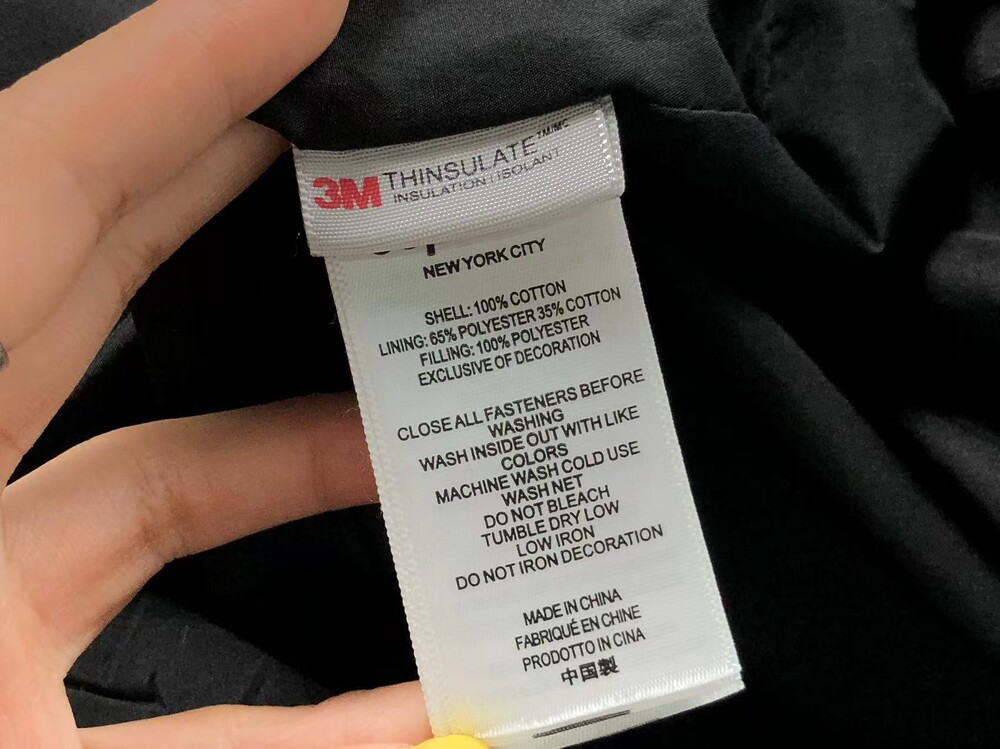 3M THINSULATE™/MC
INSULATION | ISOLANT
NEW YORK CITY
SHELL: 100% COTTON
LINING: 65% POLYESTER 35% COTTON
FILLING: 100% POLYESTER
EXCLUSIVE OF DECORATION
CLOSE ALL FASTENERS BEFORE
WASHING
WASH INSIDE OUT WITH LIKE
COLORS
MACHINE WASH COLD USE
WASH NET
DO NOT BLEACH
TUMBLE DRY LOW
LOW IRON
DO NOT IRON DECORATION
MADE IN CHINA
FABRIQUÉ EN CHINE
PRODOTTO IN CINA
中国製